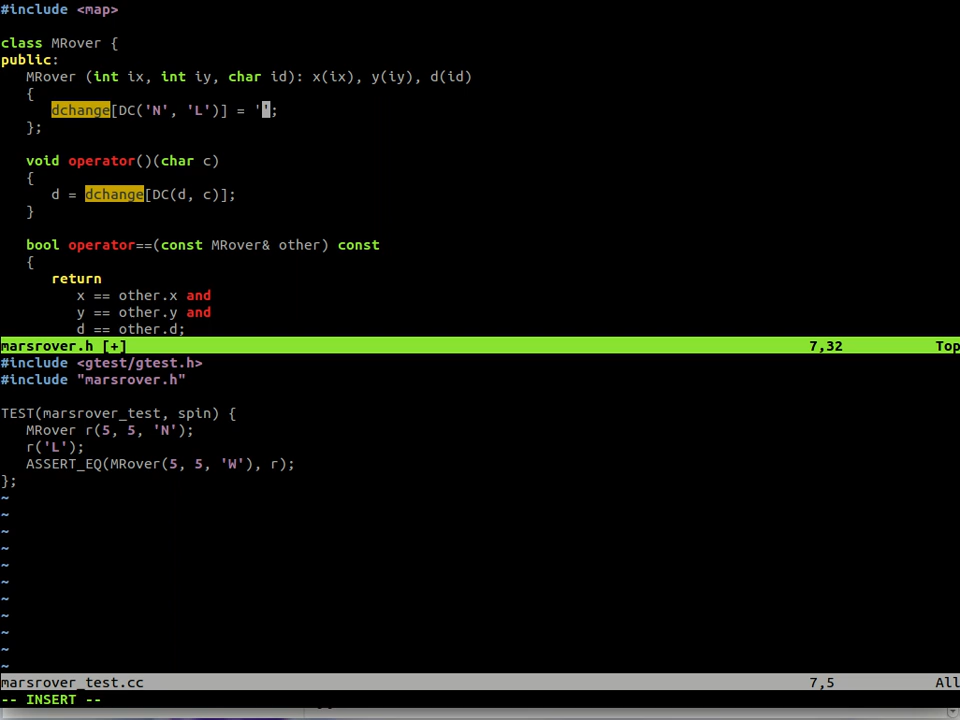 #include <map>
class MRover {
public:
MRover (int ix, int iy, char id): x(ix), y(iy), d(id)
{
dchange[DC('N', 'L')] = '';
};
void operator()(char c)
{
d = dchange[DC(d, c)];
}
bool operator==(const MRover& other) const
{
return
x == other.x and
y == other.y and
d == other.d;
marsrover.h [+] 7,32 Top
#include <gtest/gtest.h>
#include "marsrover.h"
TEST(marsrover_test, spin) {
MRover r(5, 5, 'N');
r('L');
ASSERT_EQ(MRover(5, 5, 'W'), r);
};
~
~
~
~
~
~
~
~
~
~
~
marsrover_test.cc 7,5 All
-- INSERT --